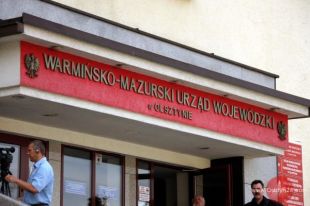 WARMIŃSKO-MAZURSKI URZĄD WOJEWÓDZKI
w OLSZTYNIE